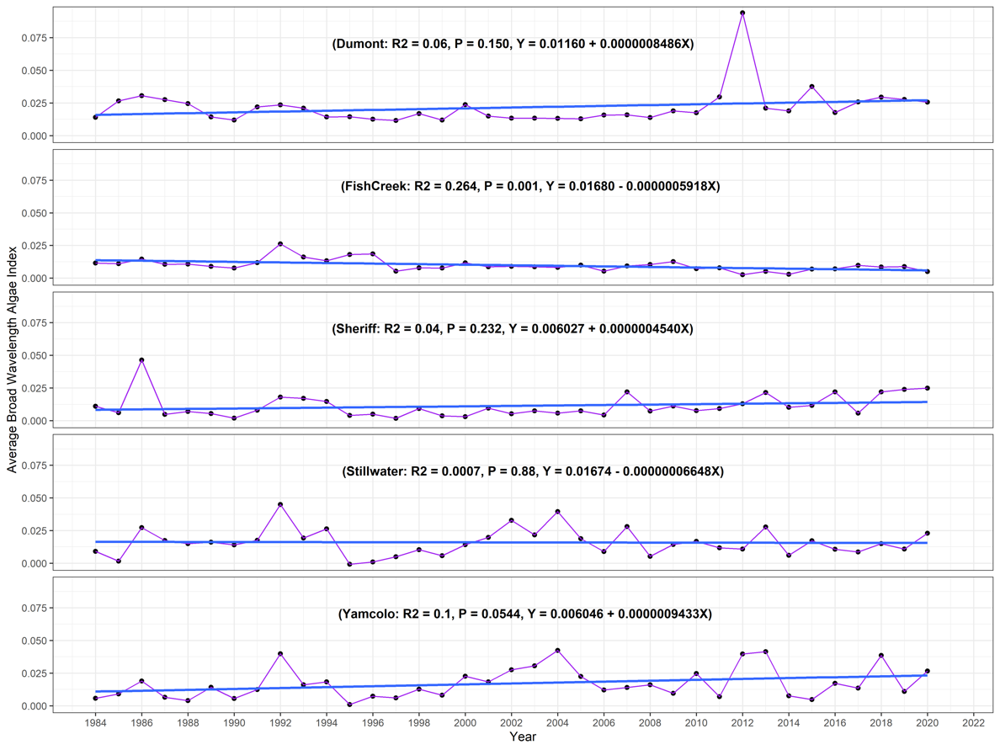 (Dumont: R2 = 0.06, P = 0.150, Y = 0.01160 + 0.0000008486X)
0.075
0.050
0.025
0.000
(FishCreek: R2 = 0.264, P = 0.001, Y = 0.01680 - 0.0000005918X)
0.075
0.050
0.025
0.000
(Sheriff: R2 = 0.04, P = 0.232, Y = 0.006027 + 0.0000004540X)
0.075
0.050
0.025
0.000
(Stillwater: R2 = 0.0007, P = 0.88, Y = 0.01674 - 0.00000006648X)
0.075
0.050
0.025
0.000
(Yamcolo: R2 = 0.1, P = 0.0544, Y = 0.006046 + 0.0000009433X)
0.075
0.050
0.025
0.000
Average Broad Wavelength Algae Index
1984 1986 1988 1990 1992 1994 1996 1998 2000 2002 2004 2006 2008 2010 2012 2014 2016 2018 2020 2022
Year